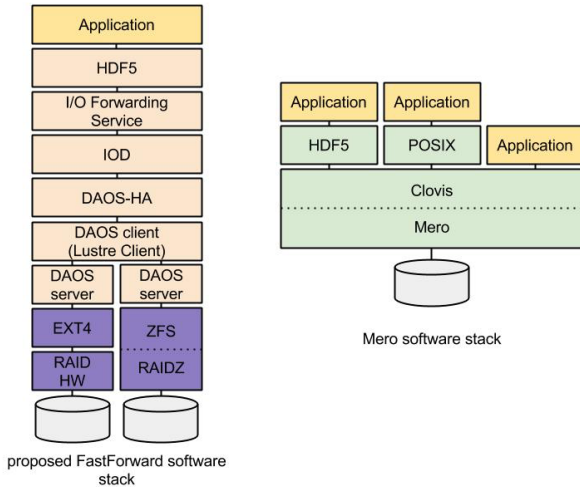 Application
HDF5
I/O Forwarding
Service
IOD
DAOS-HA
DAOS client
(Lustre Client)
DAOS
server
DAOS
server
EXT4
ZFS
RAID
HW
RAIDZ
proposed FastForward software
stack
Application
Application
HDF5
POSIX
Application
Clovis
Mero
Mero software stack